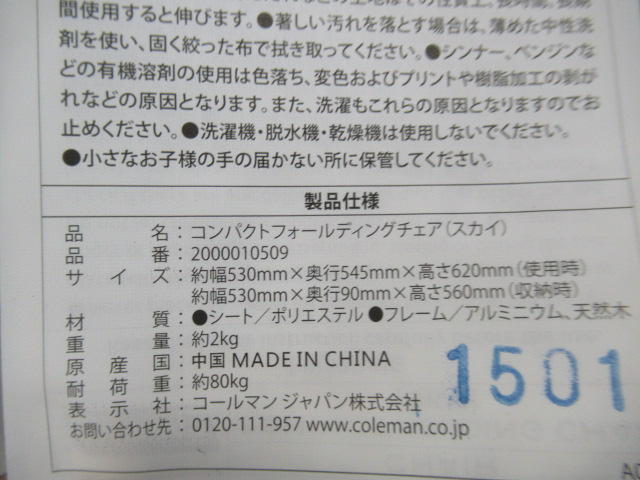 間使用すると伸びます。●著しい汚れを落とす場合は、薄めた中性洗
剤を使い、固く絞った布で拭き取ってください。●シンナー、ベンジンな
どの有機溶剤の使用は色落ち、変色およびプリントや樹脂加工の剥が
れなどの原因となります。また、洗濯もこれらの原因となりますのでお
止めください。●洗濯機・脱水機・乾燥機は使用しないでください。
●小さなお子様の手の届かない所に保管してください。
製品仕様
品名：コンパクトフォールディングチェア（スカイ）
品番：2000010509
サイズ：約幅530mm×奥行545mm×高さ620mm（使用時）
約幅530mm×奥行90mm×高さ560mm（収納時）
材質：●シート／ポリエステル ●フレーム／アルミニウム、天然木
重量：約2kg
原産国：中国 MADE IN CHINA
耐荷重：約80kg
表示社：コールマン ジャパン株式会社
お問い合わせ先：0120-111-957 www.coleman.co.jp
1501